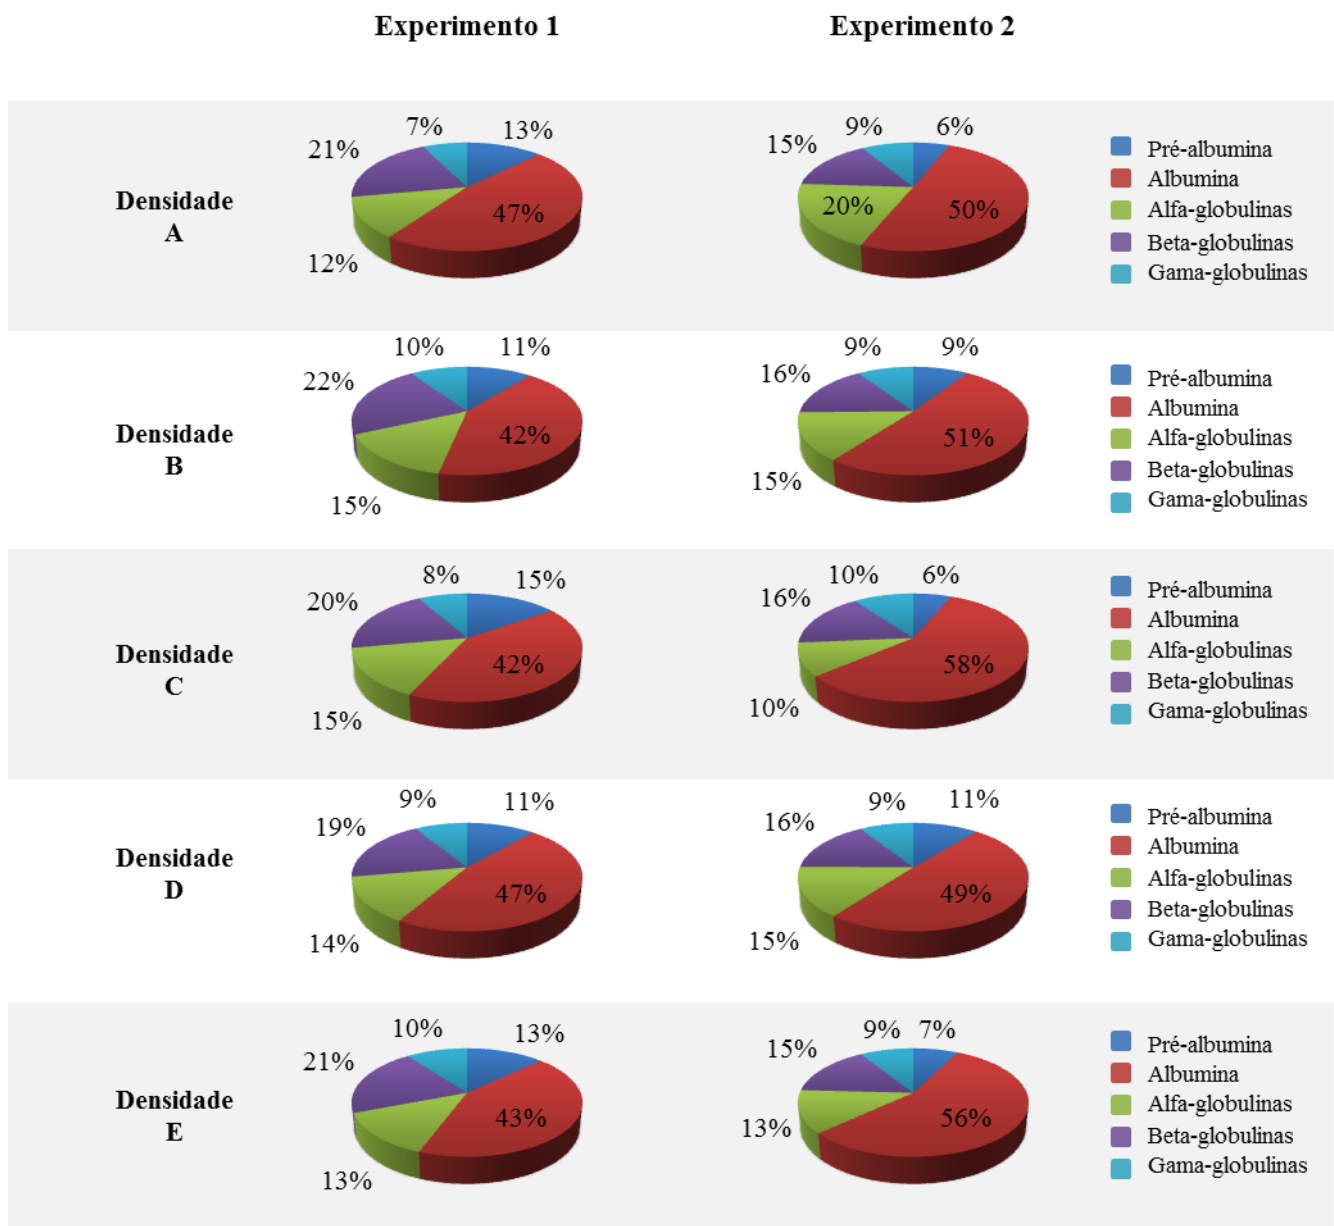 Experimento 1
Experimento 2
Densidade
A
7%
13%
21%
47%
12%
9%
6%
15%
20%
50%
Pré-albumina
Albumina
Alfa-globulinas
Beta-globulinas
Gama-globulinas
Densidade
B
10%
11%
22%
42%
15%
9%
9%
16%
51%
15%
Pré-albumina
Albumina
Alfa-globulinas
Beta-globulinas
Gama-globulinas
Densidade
C
8%
15%
20%
42%
15%
10%
6%
16%
58%
10%
Pré-albumina
Albumina
Alfa-globulinas
Beta-globulinas
Gama-globulinas
Densidade
D
9%
11%
19%
47%
14%
9%
11%
16%
49%
15%
Pré-albumina
Albumina
Alfa-globulinas
Beta-globulinas
Gama-globulinas
Densidade
E
10%
13%
21%
43%
13%
9%
7%
15%
56%
13%
Pré-albumina
Albumina
Alfa-globulinas
Beta-globulinas
Gama-globulinas